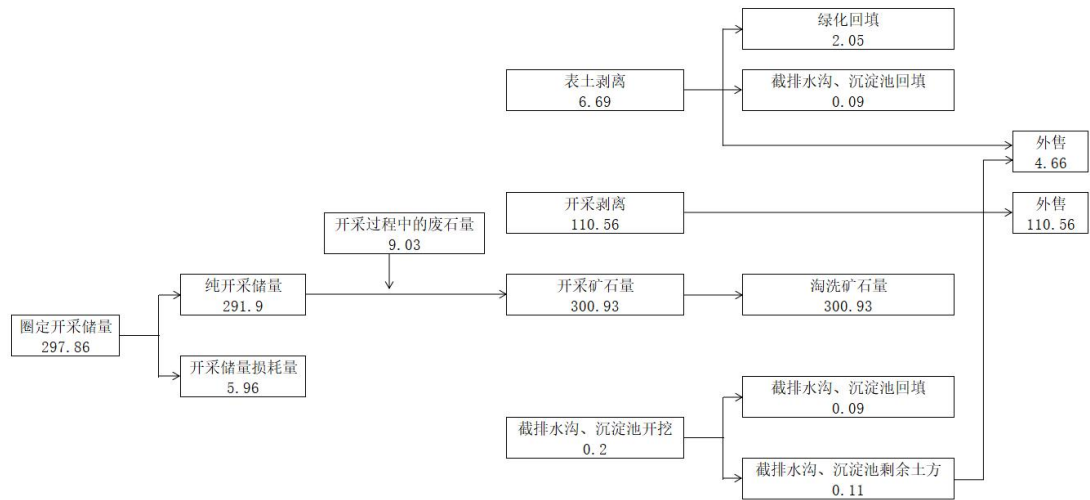 绿化回填
2.05
表土剥离
6.69
截排水沟、沉淀池回填
0.09
外售
4.66
开采剥离
110.56
外售
110.56
开采过程中的废石量
9.03
纯开采储量
291.9
开采矿石量
300.93
淘洗矿石量
300.93
圈定开采储量
297.86
开采储量损耗量
5.96
截排水沟、沉淀池回填
0.09
截排水沟、沉淀池开挖
0.2
截排水沟、沉淀池剩余土方
0.11